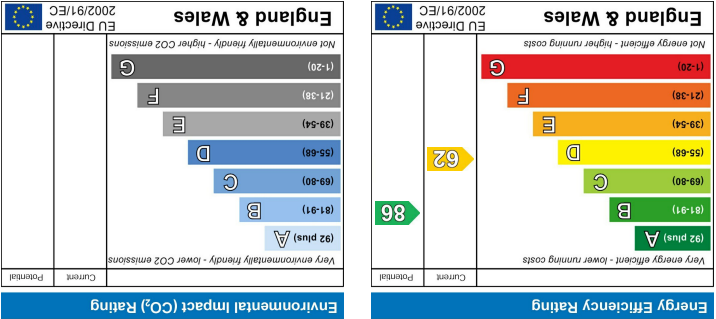 Energy Efficiency Rating
Current
Potential
Very energy efficient - lower running costs
(92 plus) A
(81-91) B
(69-80) C
(55-68) D
(39-54) E
(21-38) F
(1-20) G
86
62
Not energy efficient - higher running costs
England & Wales
EU Directive
2002/91/EC
Environmental Impact (CO₂) Rating
Current
Potential
Very environmentally friendly - lower CO2 emissions
(92 plus) A
(81-91) B
(69-80) C
(55-68) D
(39-54) E
(21-38) F
(1-20) G
Not environmentally friendly - higher CO2 emissions
England & Wales
EU Directive
2002/91/EC